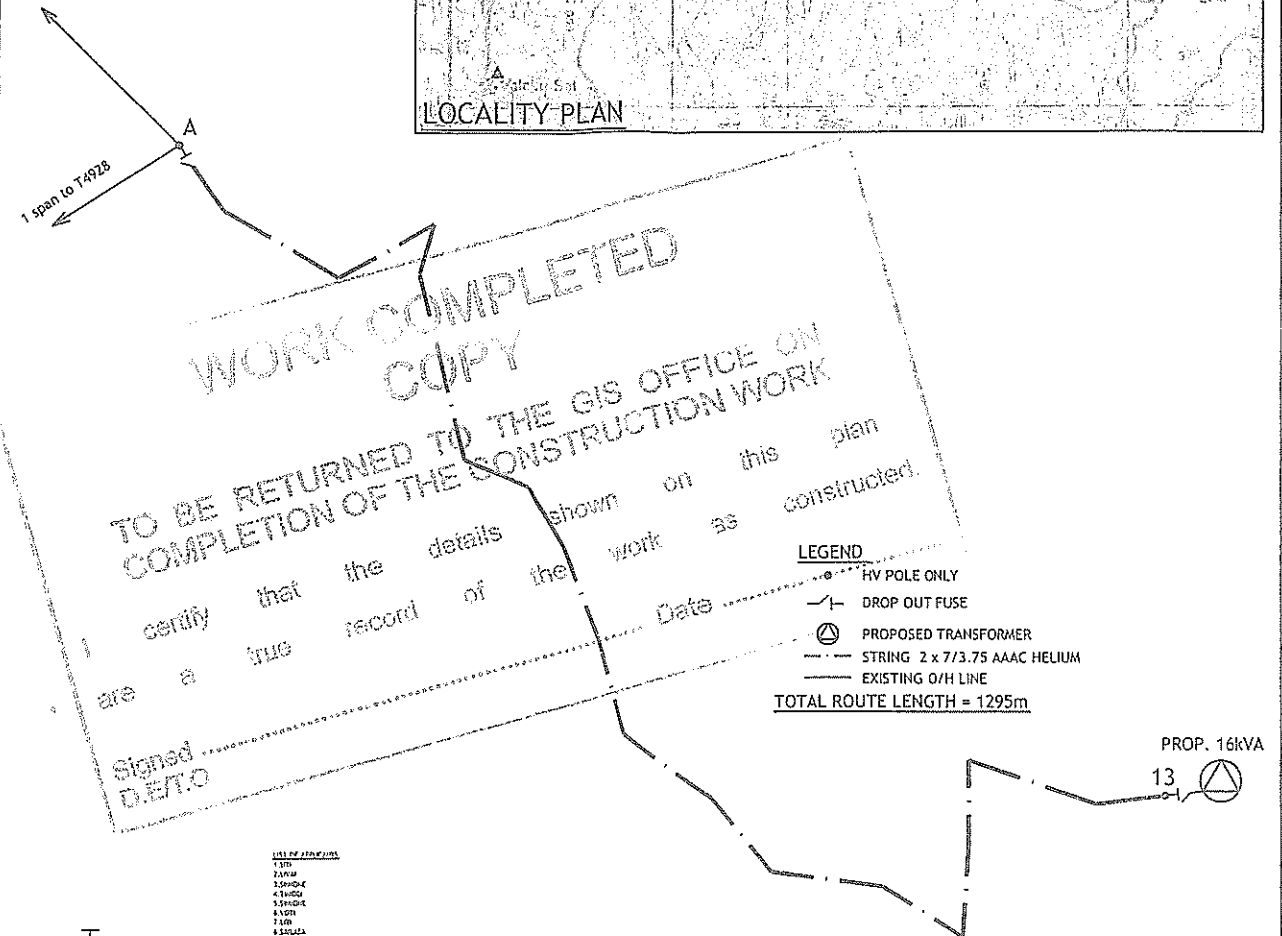 LOCALITY PLAN
A
1 span to T4928
WORK COMPLETED
COPY
TO BE RETURNED TO THE GIS OFFICE ON
COMPLETION OF THE CONSTRUCTION WORK
I certify that the details shown on this plan
are a true record of the work as constructed.
Signed Date
D.E/T.O
LEGEND
HV POLE ONLY
DROP OUT FUSE
PROPOSED TRANSFORMER
STRING 2 x 7/3.75 AAAC HELIUM
EXISTING O/H LINE
TOTAL ROUTE LENGTH = 1295m
PROP. 16kVA
13